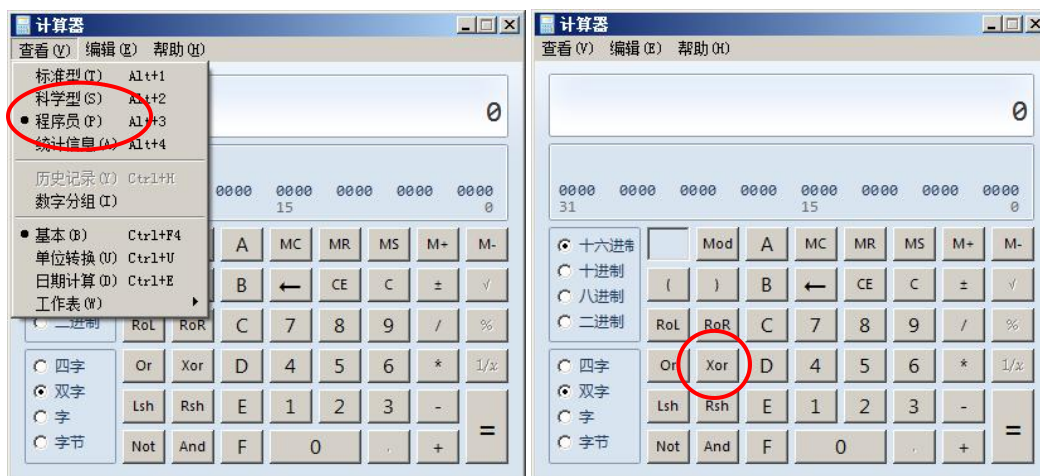 计算器
查看(V) 编辑(E) 帮助(H)
标准型(T) Alt+1
科学型(S) Alt+2
程序员(P) Alt+3
统计信息(A) Alt+4
历史记录(Y) Ctrl+H
数字分组(I)
基本(B) Ctrl+F4
单位转换(U) Ctrl+U
日期计算(D) Ctrl+E
工作表(W)
0
0000 0000 0000 0000 0000
15 0
A MC MR MS M+ M-
B ← CE C ± √
二进制 RoL RoR C 7 8 9 / %
四字 Or Xor D 4 5 6 * 1/x
双字
字 Lsh Rsh E 1 2 3 - =
字节 Not And F 0 . +
计算器
查看(V) 编辑(E) 帮助(H)
0
0000 0000 0000 0000 0000 0000 0000 0000
31 15 0
十六进制 Mod A MC MR MS M+ M-
十进制
八进制 ( ) B ← CE C ± √
二进制 RoL RoR C 7 8 9 / %
四字 Or Xor D 4 5 6 * 1/x
双字
字 Lsh Rsh E 1 2 3 - =
字节 Not And F 0 . +